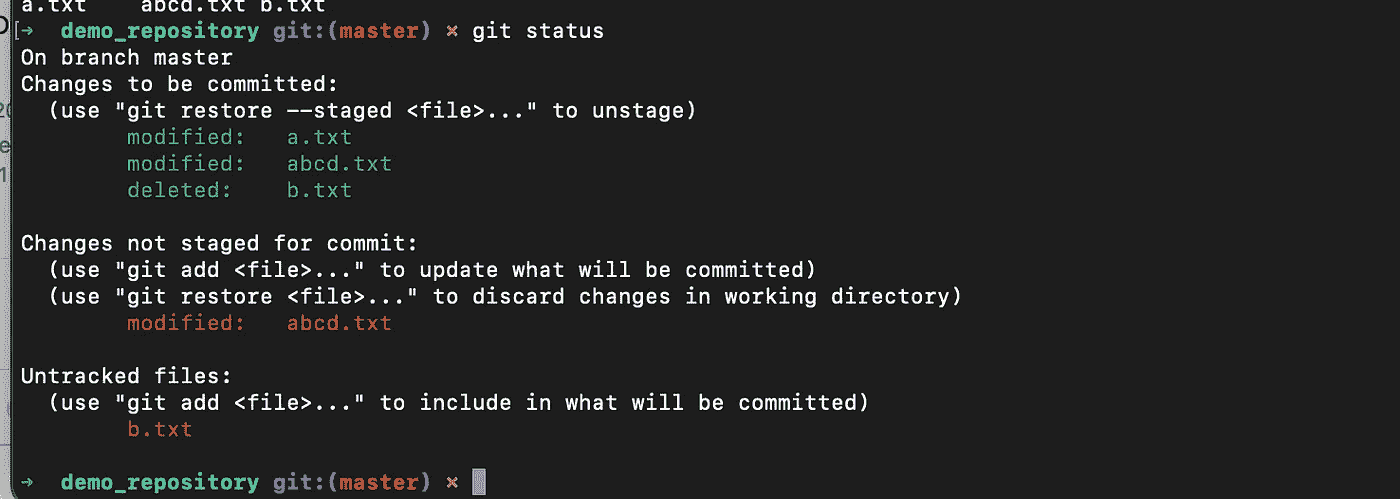 a.txt    abcd.txt b.txt
[→  demo_repository git:(master) ✗ git status
On branch master
Changes to be committed:
  (use "git restore --staged <file>..." to unstage)
        modified:   a.txt
        modified:   abcd.txt
        deleted:    b.txt

Changes not staged for commit:
  (use "git add <file>..." to update what will be committed)
  (use "git restore <file>..." to discard changes in working directory)
        modified:   abcd.txt

Untracked files:
  (use "git add <file>..." to include in what will be committed)
        b.txt

→  demo_repository git:(master) ✗